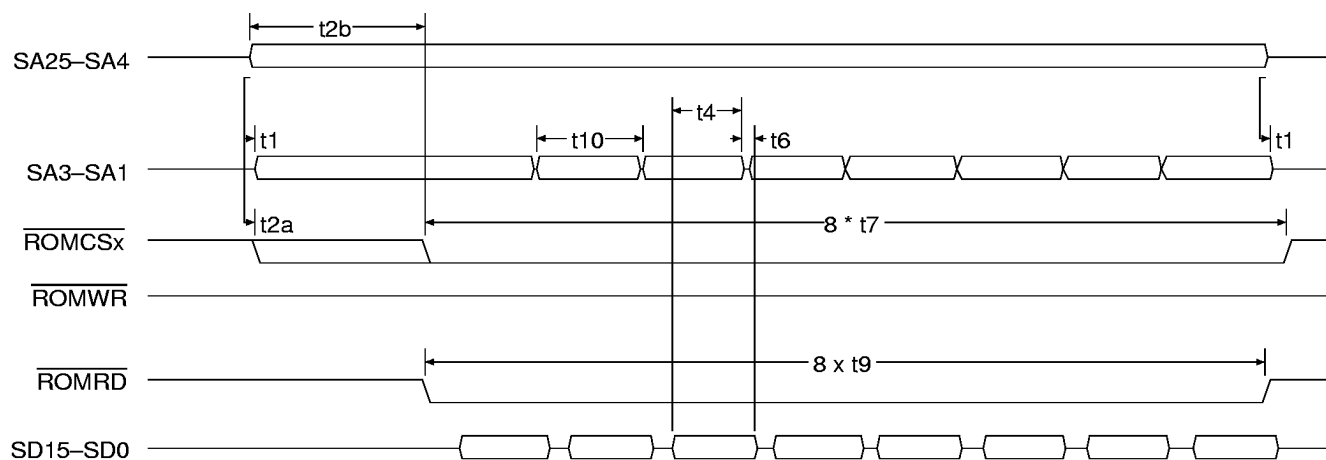 t2b
SA25–SA4
t4
t1
t10
t6
t1
SA3–SA1
t2a
8 * t7
ROMCSx
ROMWR
8 x t9
ROMRD
SD15–SD0